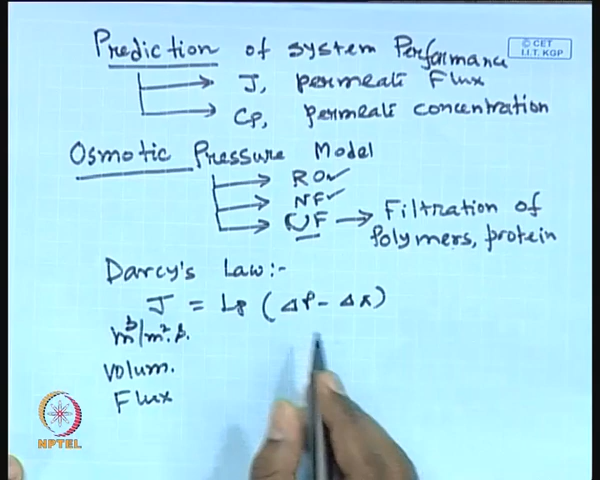 Prediction of system Performance
© CET
I.I.T. KGP
J, permeate Flux
Cp, permeate concentration
Osmotic Pressure Model
RO✓
NF✓
UF → Filtration of
Polymers, protein
Darcy's Law:-
J = Lp (ΔP - Δπ)
m³/m².s.
volum.
Flux
NPTEL